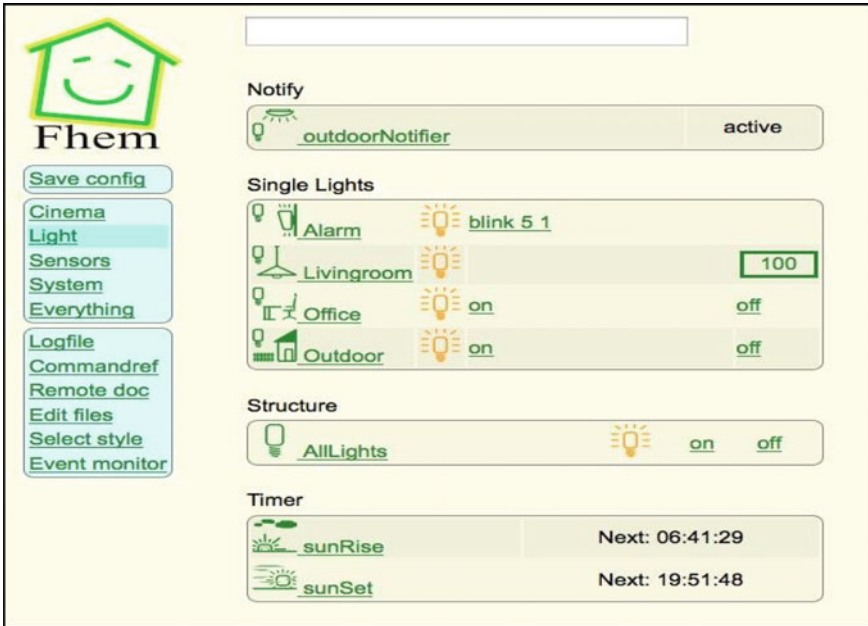 Fhem
Save config
Cinema
Light
Sensors
System
Everything
Logfile
Commandref
Remote doc
Edit files
Select style
Event monitor
Notify
outdoorNotifier active
Single Lights
Alarm blink 5 1
Livingroom 100
Office on off
Outdoor on off
Structure
AllLights on off
Timer
sunRise Next: 06:41:29
sunSet Next: 19:51:48